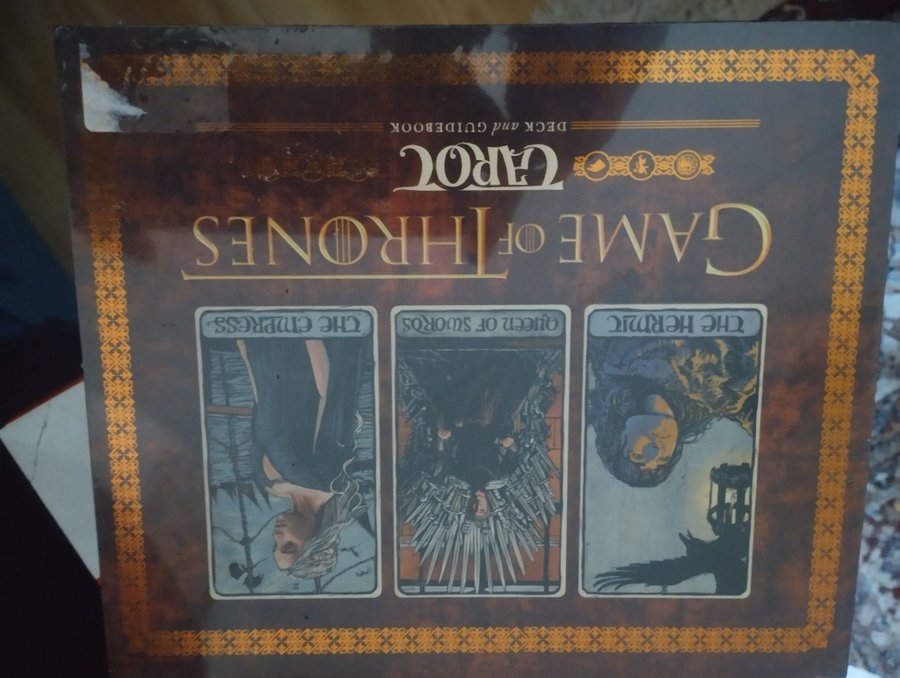 THE HERMIT
QUEEN OF SWORDS
THE EMPRESS
GAME OF THRONES
TAROT
DECK and GUIDEBOOK